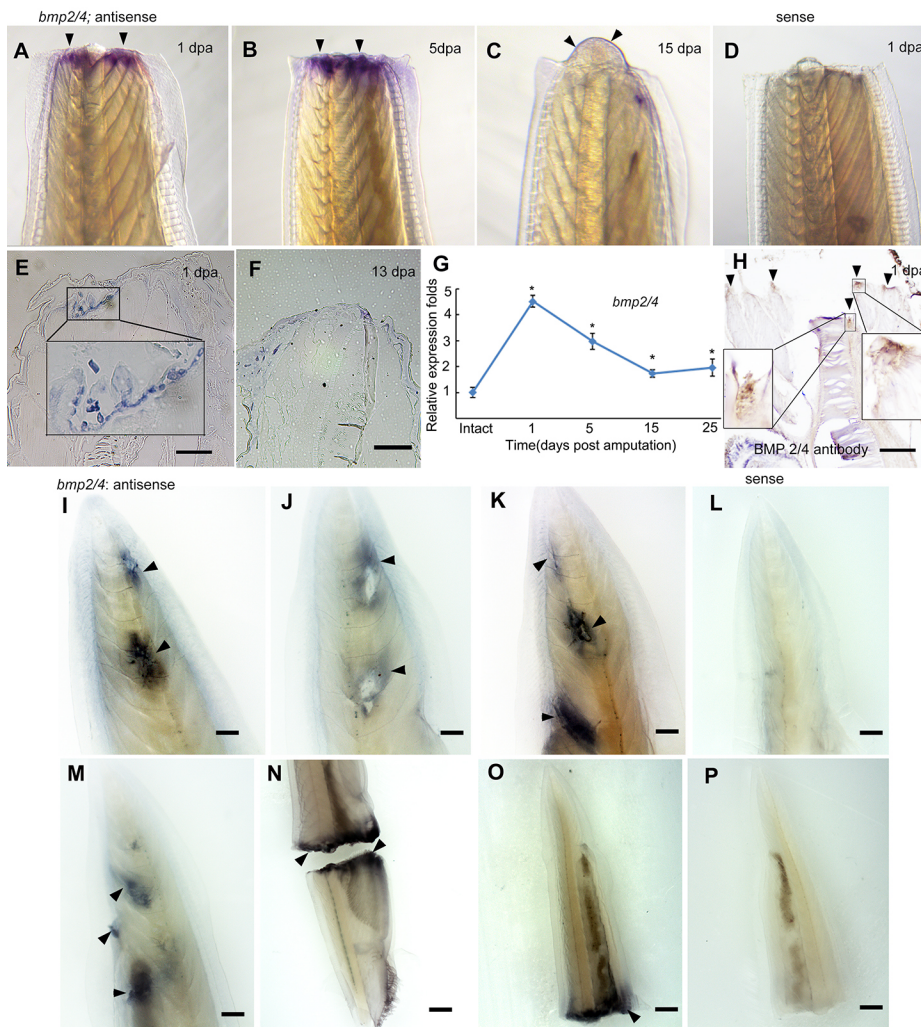 bmp2/4; antisense
sense
A
1 dpa
B
5dpa
C
15 dpa
D
1 dpa
E
1 dpa
F
13 dpa
G
bmp2/4
Relative expression folds
5
4
3
2
1
Intact
1
5
15
25
Time(days post amputation)
*
*
*
*
H
1 dpa
BMP 2/4 antibody
bmp2/4: antisense
sense
I
J
K
L
M
N
O
P